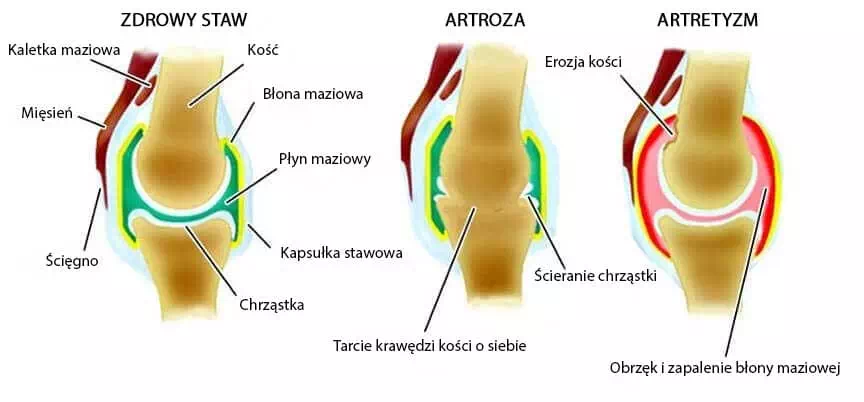 ZDROWY STAW
Kaletka maziowa
Kość
Błona maziowa
Mięsień
Płyn maziowy
Ścięgno
Kapsułka stawowa
Chrząstka
ARTROZA
Ścieranie chrząstki
Tarcie krawędzi kości o siebie
ARTRETYZM
Erozja kości
Obrzęk i zapalenie błony maziowej